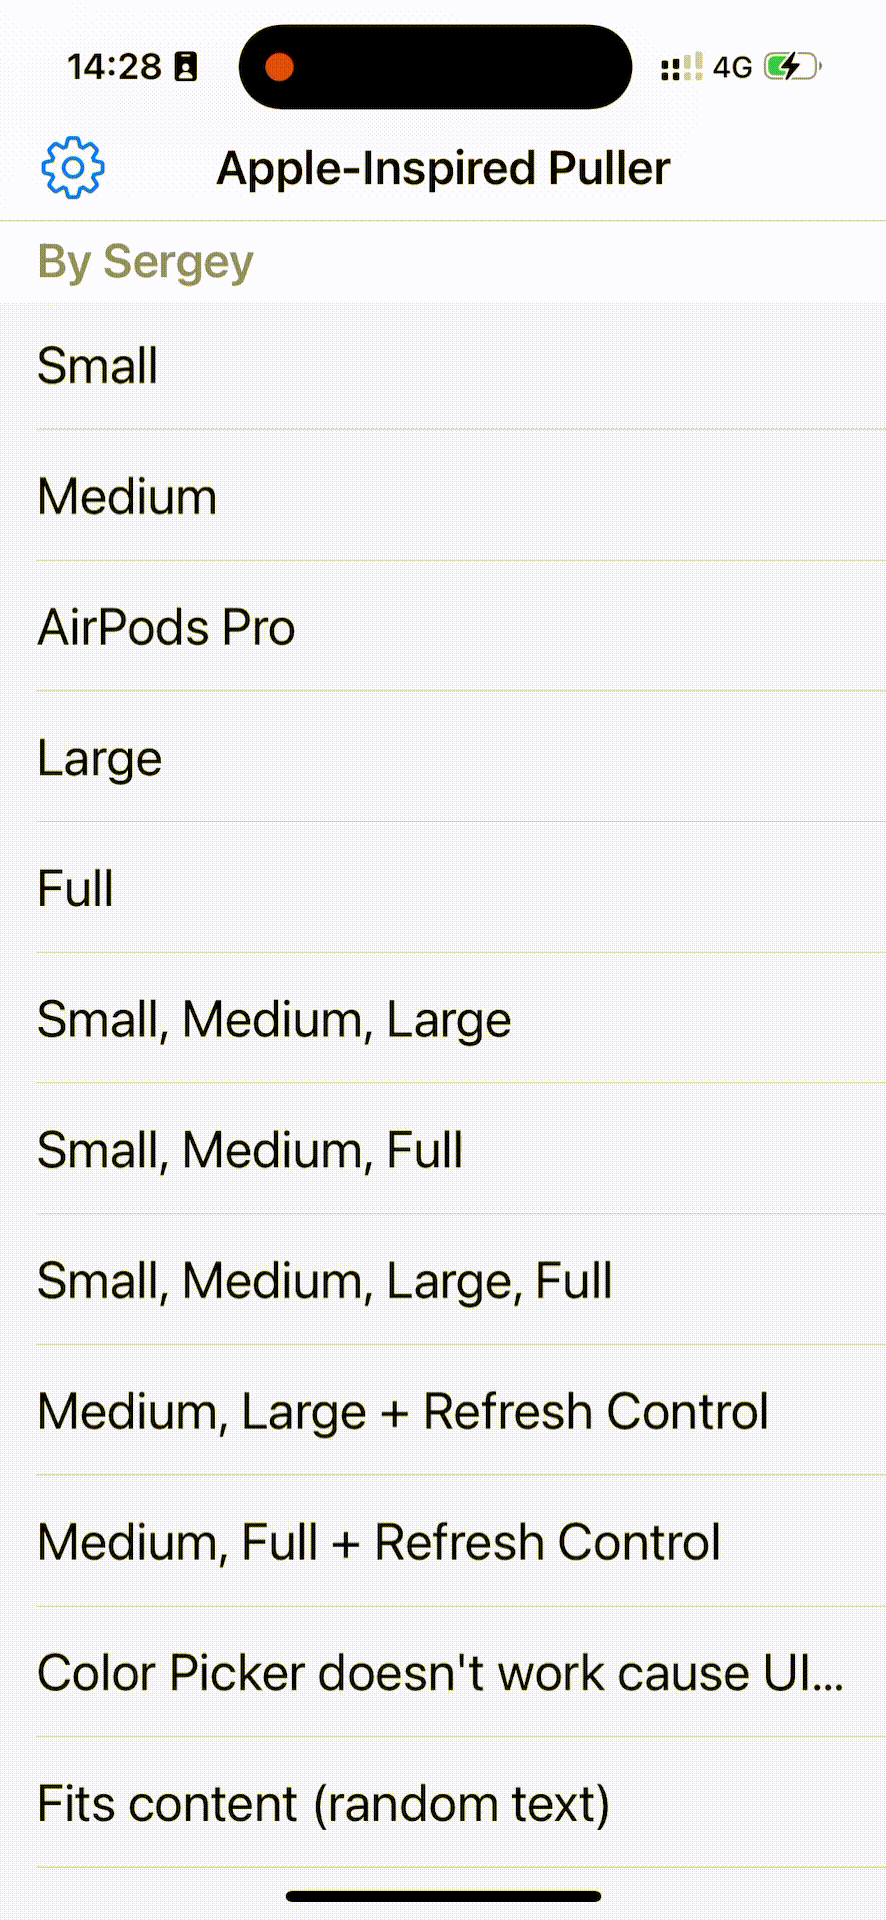 14:28 4G
Apple-Inspired Puller
By Sergey
Small
Medium
AirPods Pro
Large
Full
Small, Medium, Large
Small, Medium, Full
Small, Medium, Large, Full
Medium, Large + Refresh Control
Medium, Full + Refresh Control
Color Picker doesn't work cause UI...
Fits content (random text)